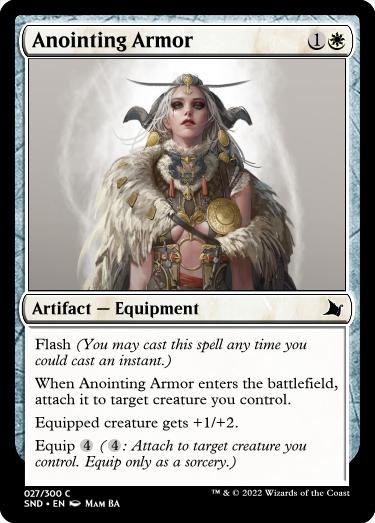 Anointing Armor 1
Artifact — Equipment
Flash (You may cast this spell any time you
could cast an instant.)
When Anointing Armor enters the battlefield,
attach it to target creature you control.
Equipped creature gets +1/+2.
Equip 4 (4: Attach to target creature you
control. Equip only as a sorcery.)
027/300 C
SND • EN Mam BA
™ & © 2022 Wizards of the Coast